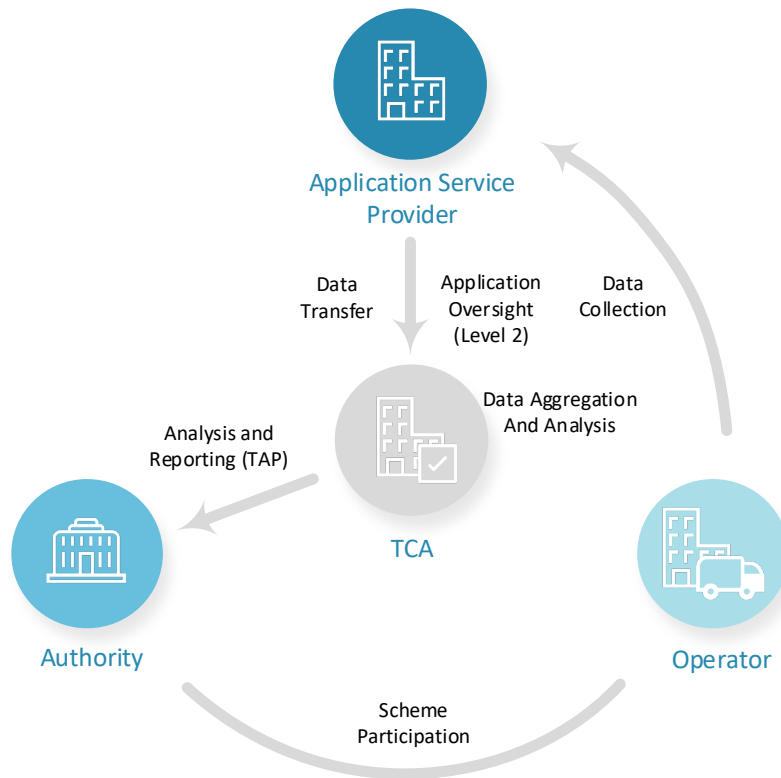 Application Service
Provider
Data
Transfer
Application
Oversight
(Level 2)
Data
Collection
Data Aggregation
And Analysis
Analysis and
Reporting (TAP)
TCA
Authority
Operator
Scheme
Participation